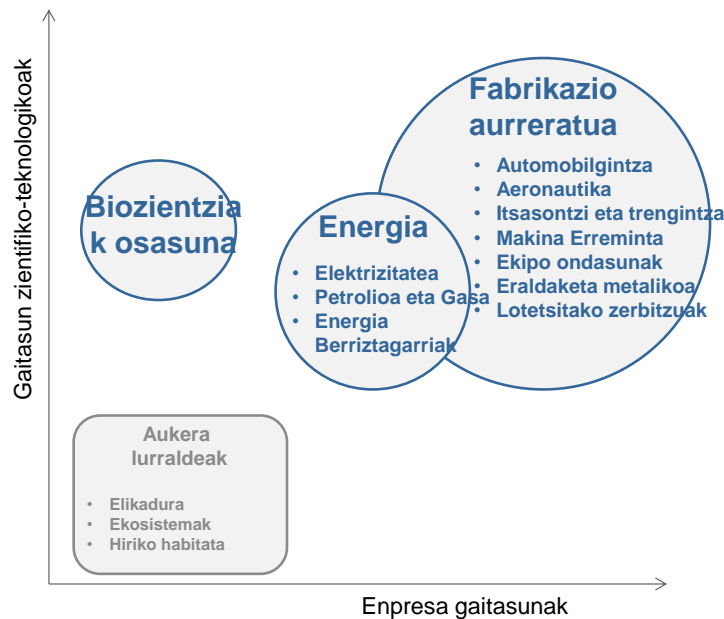 Gaitasun zientifiko-teknologikoak
Fabrikazio
aurreratua
• Automobilgintza
• Aeronautika
• Itsasontzi eta trengintza
• Makina Erreminta
• Ekipo ondasunak
• Eraldaketa metalikoa
• Lotetsitako zerbitzuak
Biozientzia
k osasuna
Energia
• Elektrizitatea
• Petrolioa eta Gasa
• Energia
Berriztagarriak
Aukera
lurraldeak
• Elikadura
• Ekosistemak
• Hiriko habitata
Enpresa gaitasunak